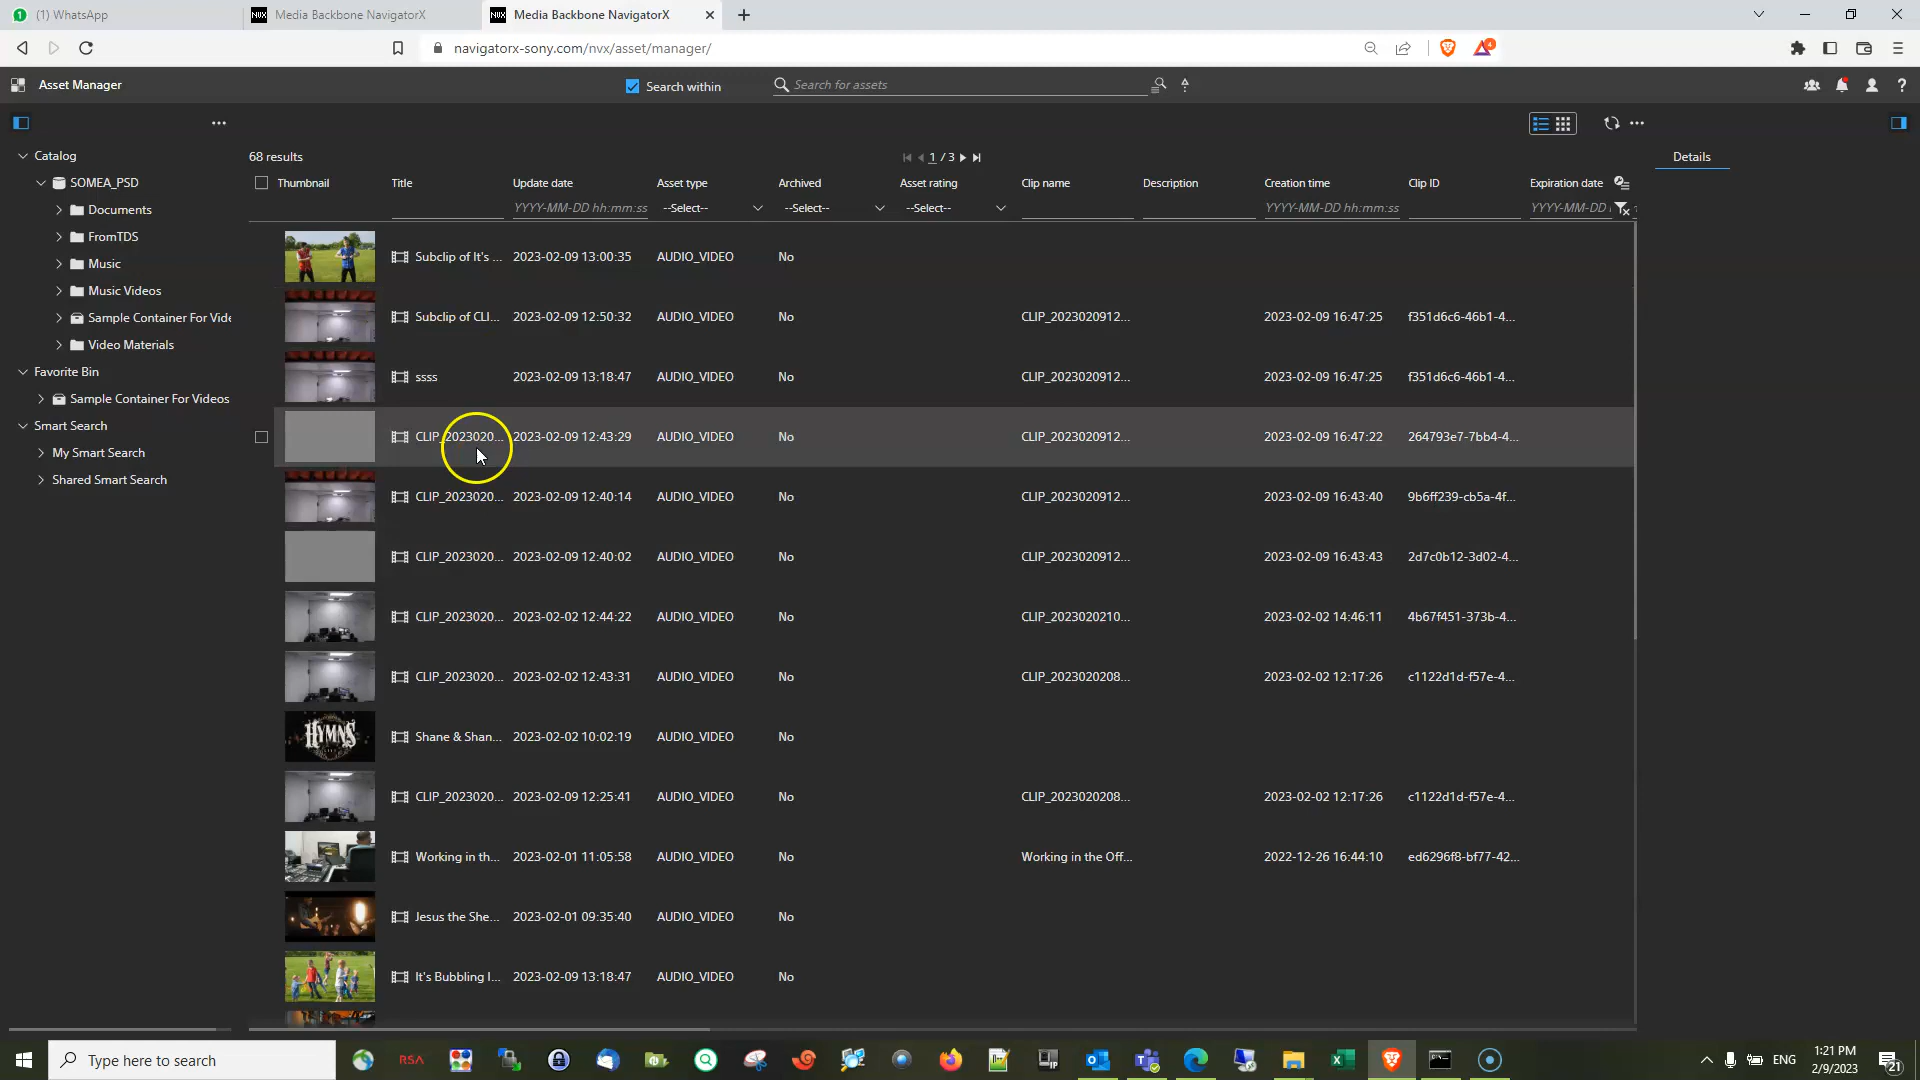 (1) WhatsApp
Media Backbone NavigatorX
Media Backbone NavigatorX
navigatorx-sony.com/nvx/asset/manager/
4
Asset Manager
Search within
Search for assets
Catalog
SOMEA_PSD
Documents
FromTDS
Music
Music Videos
Sample Container For Vide
Video Materials
Favorite Bin
Sample Container For Videos
Smart Search
My Smart Search
Shared Smart Search
68 results
1 / 3
Details
Thumbnail Title Update date Asset type Archived Asset rating Clip name Description Creation time Clip ID Expiration date
YYYY-MM-DD hh:mm:ss --Select-- --Select-- --Select-- YYYY-MM-DD hh:mm:ss YYYY-MM-DD
Subclip of It's ... 2023-02-09 13:00:35 AUDIO_VIDEO No
Subclip of CLI... 2023-02-09 12:50:32 AUDIO_VIDEO No CLIP_2023020912... 2023-02-09 16:47:25 f351d6c6-46b1-4...
ssss 2023-02-09 13:18:47 AUDIO_VIDEO No CLIP_2023020912... 2023-02-09 16:47:25 f351d6c6-46b1-4...
CLIP_2023020... 2023-02-09 12:43:29 AUDIO_VIDEO No CLIP_2023020912... 2023-02-09 16:47:22 264793e7-7bb4-4...
CLIP_2023020... 2023-02-09 12:40:14 AUDIO_VIDEO No CLIP_2023020912... 2023-02-09 16:43:40 9b6ff239-cb5a-4f...
CLIP_2023020... 2023-02-09 12:40:02 AUDIO_VIDEO No CLIP_2023020912... 2023-02-09 16:43:43 2d7c0b12-3d02-4...
CLIP_2023020... 2023-02-02 12:44:22 AUDIO_VIDEO No CLIP_2023020210... 2023-02-02 14:46:11 4b67f451-373b-4...
CLIP_2023020... 2023-02-02 12:43:31 AUDIO_VIDEO No CLIP_2023020208... 2023-02-02 12:17:26 c1122d1d-f57e-4...
HYMNS Shane & Shan... 2023-02-02 10:02:19 AUDIO_VIDEO No
CLIP_2023020... 2023-02-09 12:25:41 AUDIO_VIDEO No CLIP_2023020208... 2023-02-02 12:17:26 c1122d1d-f57e-4...
Working in th... 2023-02-01 11:05:58 AUDIO_VIDEO No Working in the Off... 2022-12-26 16:44:10 ed6296f8-bf77-42...
Jesus the She... 2023-02-01 09:35:40 AUDIO_VIDEO No
It's Bubbling I... 2023-02-09 13:18:47 AUDIO_VIDEO No
Type here to search
RSA
ENG
1:21 PM
2/9/2023
21